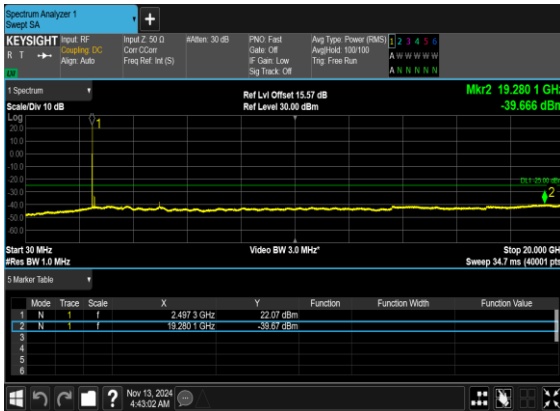 Spectrum Analyzer 1
Swept SA
+
KEYSIGHT
R T
Input: RF
Coupling: DC
Align: Auto
Input Z: 50 Ω
Corr CCorr
Freq Ref: Int (S)
#Atten: 30 dB
PNO: Fast
Gate: Off
IF Gain: Low
Sig Track: Off
Avg Type: Power (RMS)
Avg|Hold: 100/100
Trig: Free Run
1 2 3 4 5 6
A W W W W W
A N N N N N
1 Spectrum
Scale/Div 10 dB
Ref Lvl Offset 15.57 dB
Ref Level 30.00 dBm
Mkr2 19.280 1 GHz
-39.666 dBm
Log
20.0
10.0
0.00
-10.0
-20.0
-30.0
-40.0
-50.0
-60.0
1
DL1 -25.00 dBm
2
Start 30 MHz
#Res BW 1.0 MHz
Video BW 3.0 MHz*
Stop 20.000 GH
Sweep 34.7 ms (40001 pts
5 Marker Table
Mode Trace Scale X Y Function Function Width Function Value
1 N 1 f 2.497 3 GHz 22.07 dBm
2 N 1 f 19.280 1 GHz -39.67 dBm
3
4
5
6
?
Nov 13, 2024
4:43:02 AM